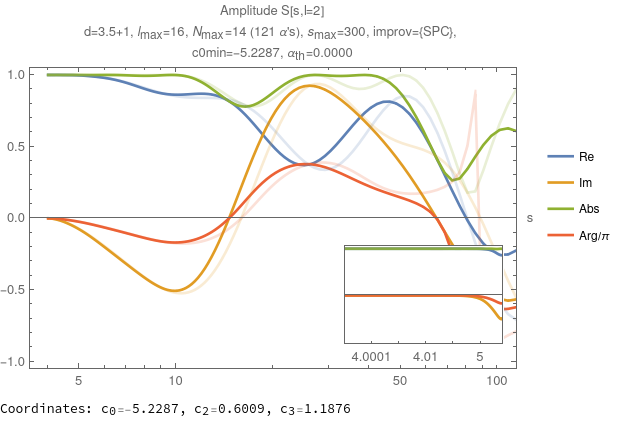 Amplitude S[s,l=2]
d=3.5+1, lmax=16, Nmax=14 (121 α's), smax=300, improv={SPC},
c0min=-5.2287, αth=0.0000
1.0
0.5
0.0
-0.5
-1.0
5
10
50
100
s
Re
Im
Abs
Arg/π
4.0001
4.01
5
Coordinates: c0=-5.2287, c2=0.6009, c3=1.1876